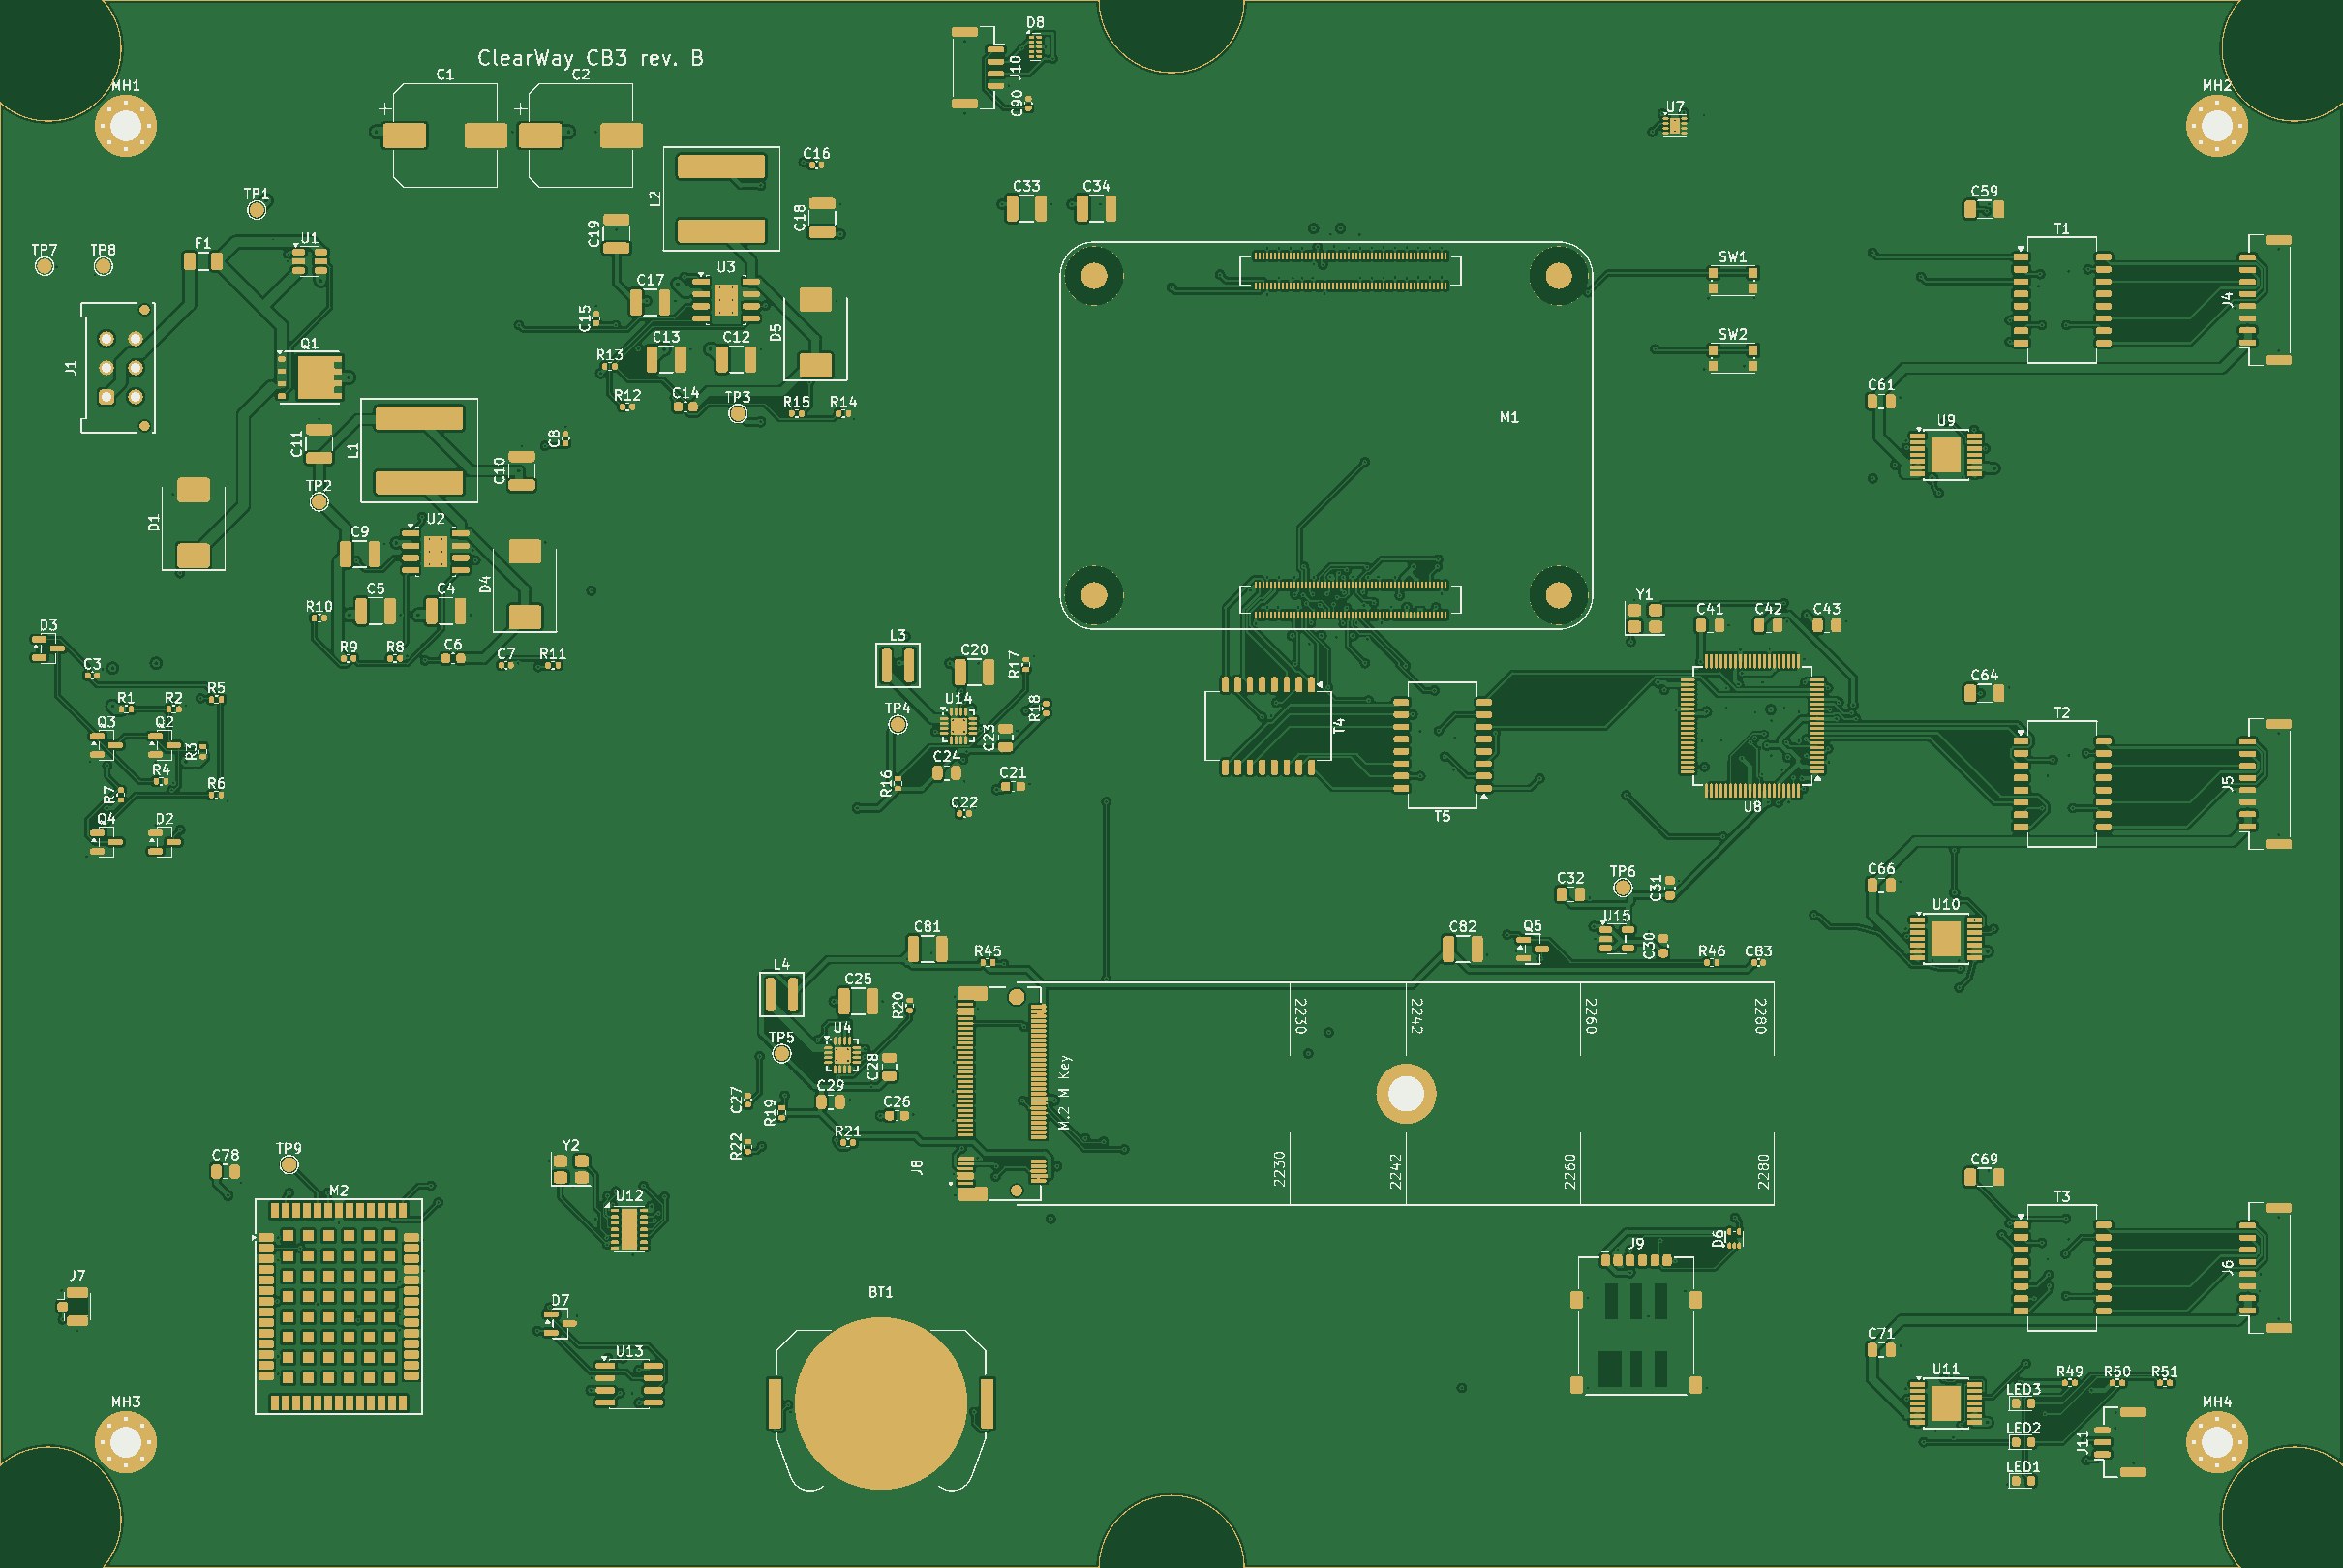 D8
ClearWay CB3 rev. B
C1
C2
J10
C90
MH1
MH2
U7
C16
TP1
L2
C18
C33
C34
C59
C19
T1
TP7
TP8
F1
U1
U3
SW1
C17
J4
C15
D5
J1
Q1
C13
C12
SW2
R13
R12
C14
TP3
R15
R14
C61
M1
U9
C11
L1
C8
C10
TP2
D1
U2
C9
D4
C5
C4
R10
Y1
C41
C42
C43
D3
C3
R9
R8
C6
C7
R11
L3
C20
R17
R5
R1
R2
U14
R18
C64
TP4
T4
T2
Q3
Q2
R3
C23
R4
C24
R7
R6
R16
C21
J5
C22
U8
T5
Q4
D2
C32
TP6
C31
C66
U10
C81
R45
C82
Q5
U15
C30
R46
C83
L4
C25
R20
2230
2242
2260
2280
U4
TP5
C28
M.2 M Key
C27
R19
C29
C26
R22
R21
J8
2230
2242
2260
2280
C78
TP9
Y2
C69
M2
U12
T3
D6
J9
J6
J7
D7
BT1
U13
C71
U11
R49
R50
R51
LED3
MH3
MH4
LED2
J11
LED1